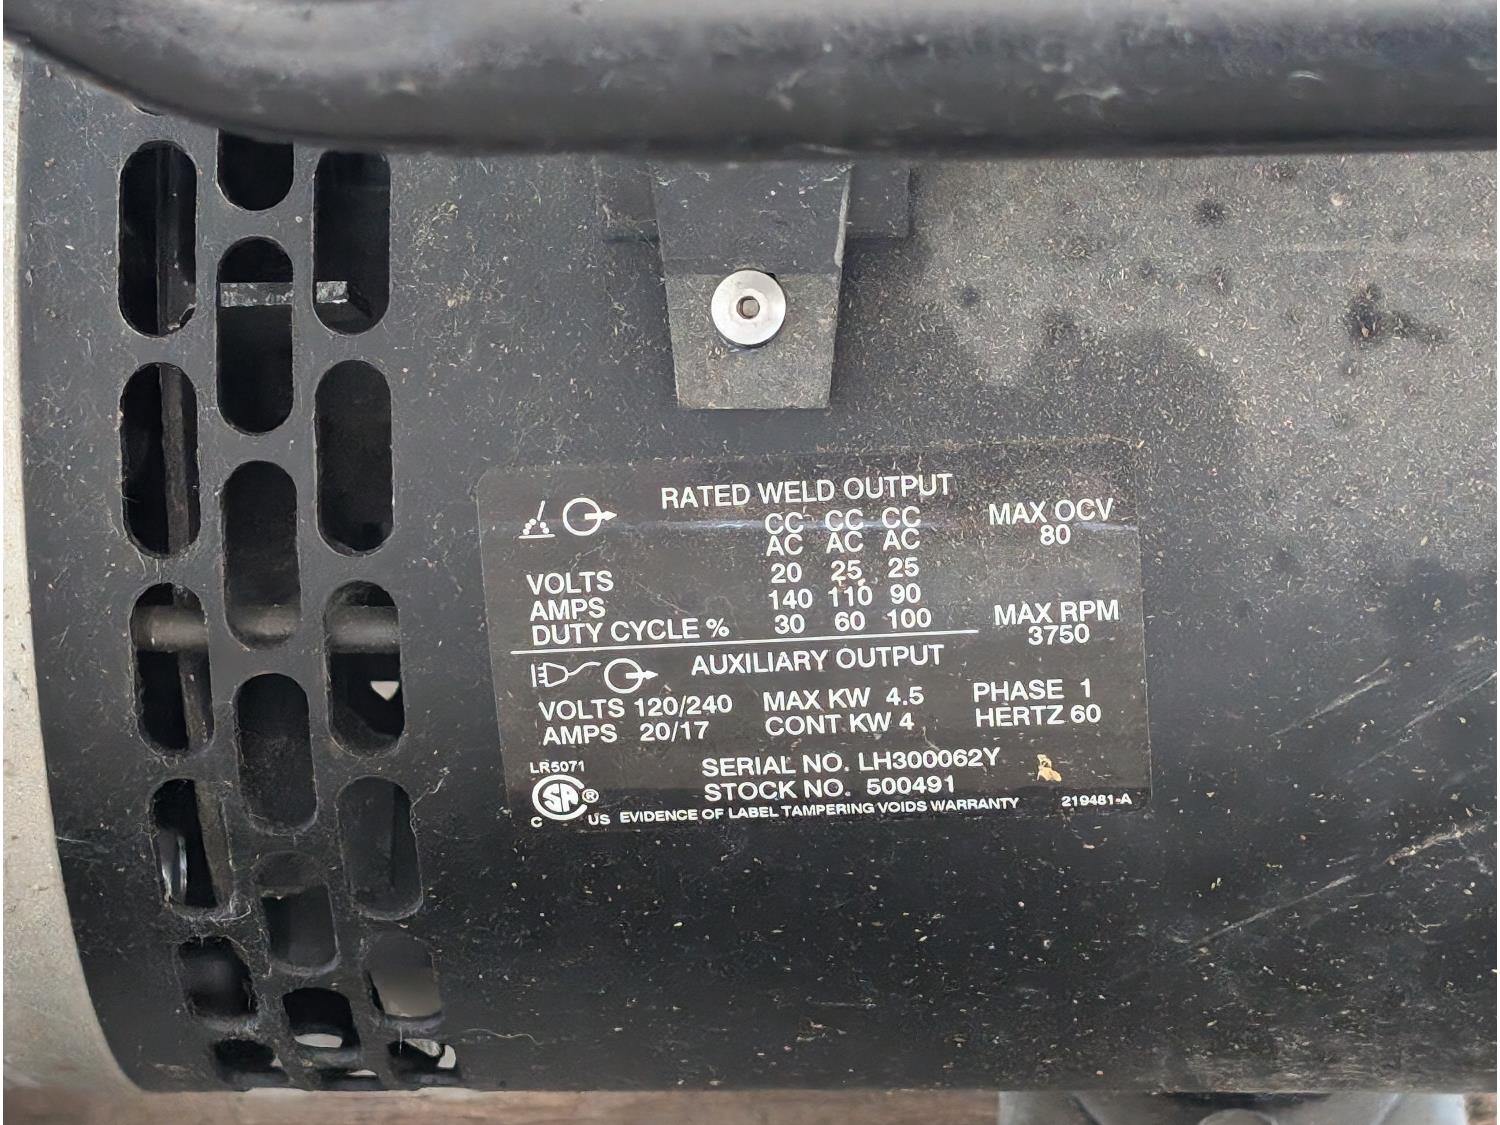 RATED WELD OUTPUT
CC CC CC MAX OCV
AC AC AC 80
VOLTS 20 25 25
AMPS 140 110 90 MAX RPM
DUTY CYCLE % 30 60 100 3750
AUXILIARY OUTPUT
VOLTS 120/240 MAX KW 4.5 PHASE 1
AMPS 20/17 CONT KW 4 HERTZ 60
LR5071 SERIAL NO. LH300062Y
SA ® STOCK NO. 500491
C US EVIDENCE OF LABEL TAMPERING VOIDS WARRANTY 219481-A